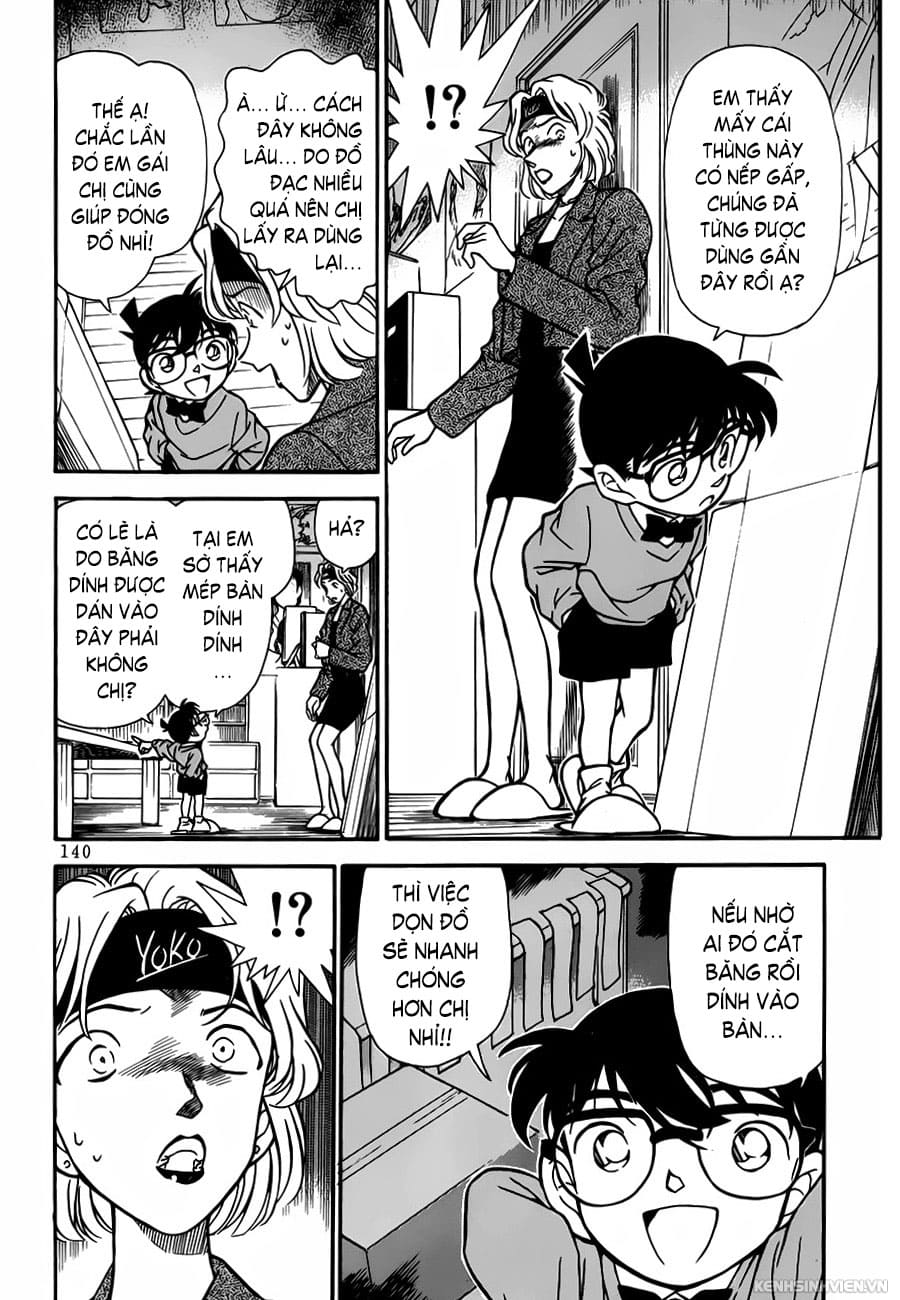 EM THẤY
MẤY CÁI
THÙNG NÀY
CÓ NẾP GẤP,
CHÚNG ĐÃ
TỪNG ĐƯỢC
DÙNG GẦN
ĐÂY RỒI Ạ?
!?
À... Ừ... CÁCH
ĐÂY KHÔNG
LÂU... DO ĐỒ
ĐẠC NHIỀU
QUÁ NÊN CHỊ
LẤY RA DÙNG
LẠI...
THẾ Ạ!
CHẮC LẦN
ĐÓ EM GÁI
CHỊ CŨNG
GIÚP ĐÓNG
ĐỒ NHỈ!
HẢ?
TẠI EM
SỜ THẤY
MÉP BÀN
DÍNH
DÍNH
...
CÓ LẼ LÀ
DO BĂNG
DÍNH ĐƯỢC
DÁN VÀO
ĐÂY PHẢI
KHÔNG
CHỊ?
140
NẾU NHỜ
AI ĐÓ CẮT
BĂNG RỒI
DÍNH VÀO
BÀN...
THÌ VIỆC
DỌN ĐỒ
SẼ NHANH
CHÓNG
HƠN CHỊ
NHỈ!!
!?
YOKO
KENHSINHVIEN.VN